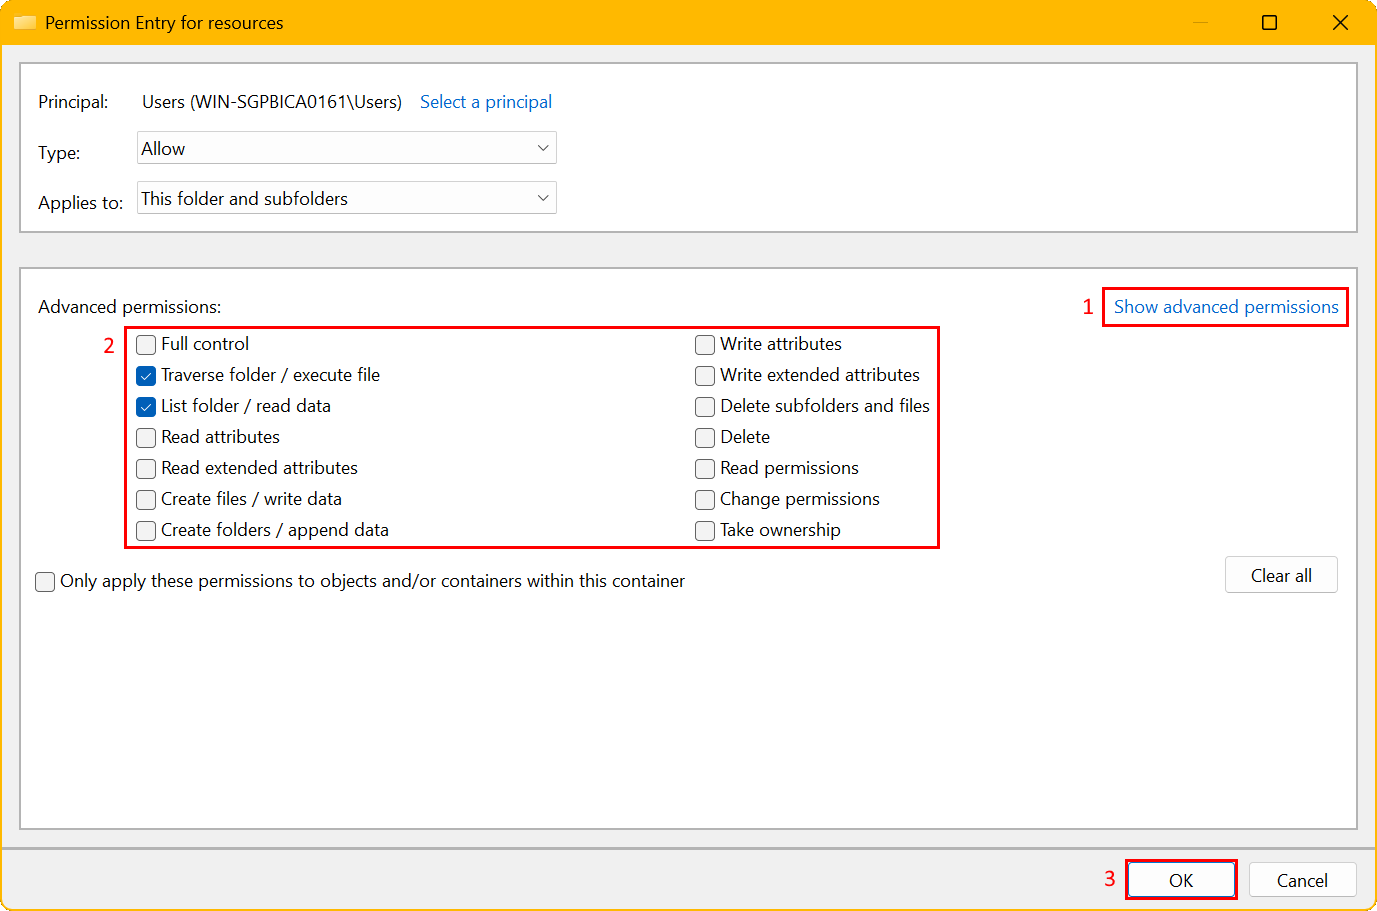 Permission Entry for resources
Principal: Users (WIN-SGPBICA0161\Users) Select a principal
Type: Allow
Applies to: This folder and subfolders
Advanced permissions: 1 Show advanced permissions
2 Full control Write attributes
Traverse folder / execute file Write extended attributes
List folder / read data Delete subfolders and files
Read attributes Delete
Read extended attributes Read permissions
Create files / write data Change permissions
Create folders / append data Take ownership
Only apply these permissions to objects and/or containers within this container
Clear all
3 OK Cancel